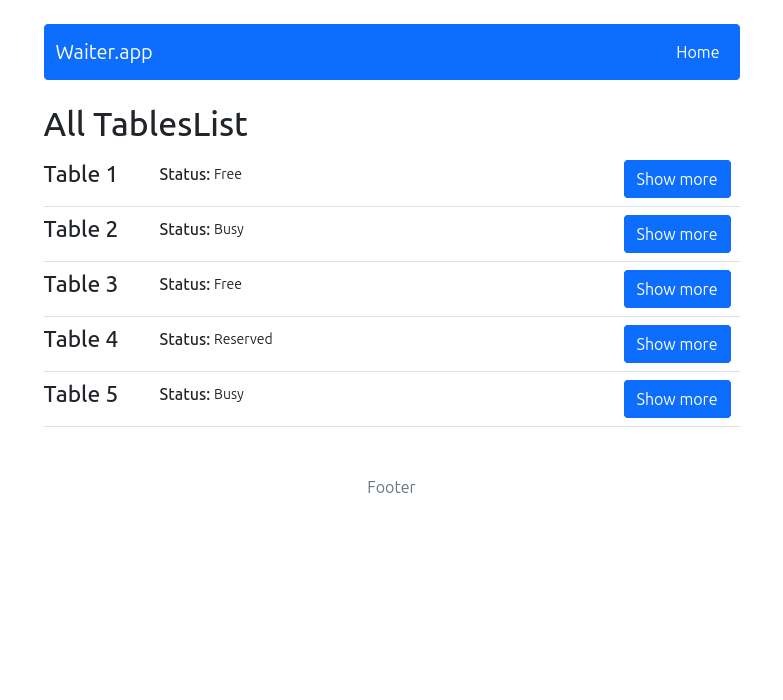 Waiter.app Home
All TablesList
Table 1 Status: Free Show more
Table 2 Status: Busy Show more
Table 3 Status: Free Show more
Table 4 Status: Reserved Show more
Table 5 Status: Busy Show more
Footer